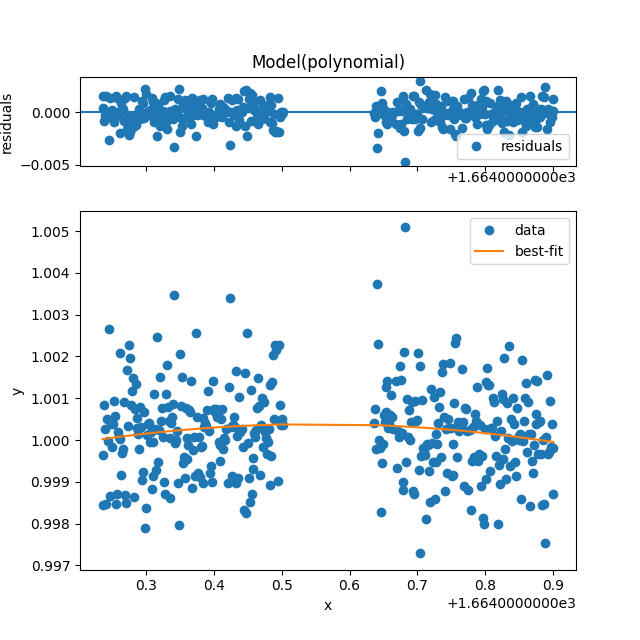 Model(polynomial)
residuals
0.000
−0.005
residuals
+1.6640000000e3
y
1.005
1.004
1.003
1.002
1.001
1.000
0.999
0.998
0.997
data
best-fit
0.3 0.4 0.5 0.6 0.7 0.8 0.9
x
+1.6640000000e3